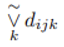 ∨̃ₖ d_{ijk}